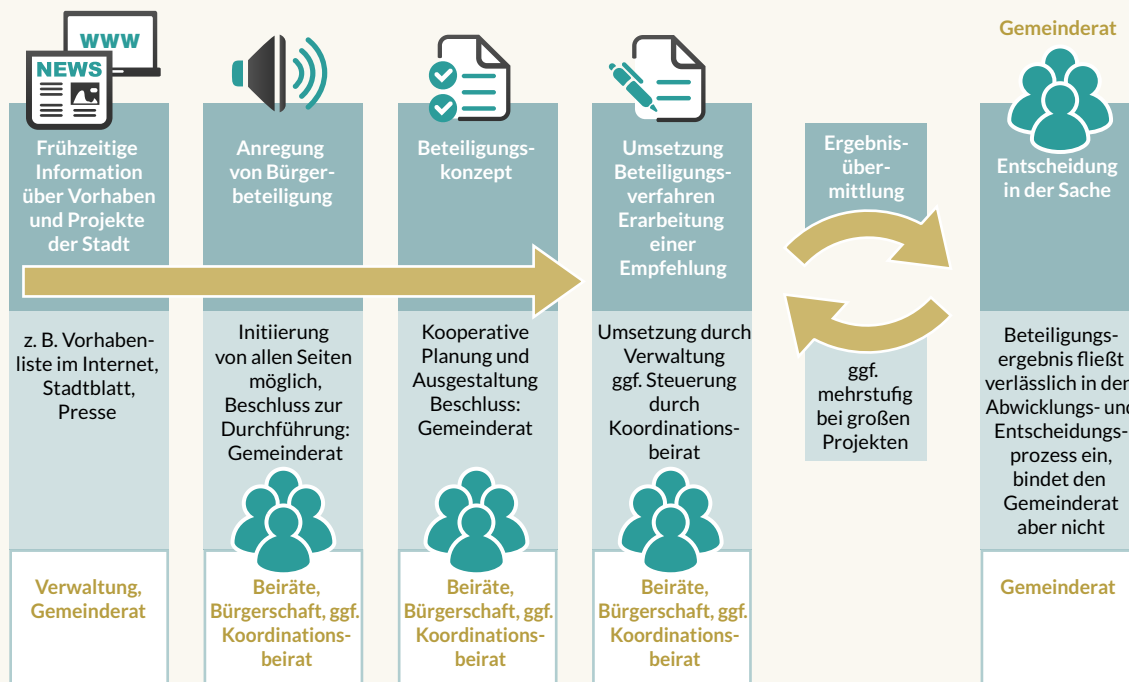 WWW
NEWS
Frühzeitige
Information
über Vorhaben
und Projekte
der Stadt
z. B. Vorhaben-
liste im Internet,
Stadtblatt,
Presse
Verwaltung,
Gemeinderat
Anregung
von Bürger-
beteiligung
Initiierung
von allen Seiten
möglich,
Beschluss zur
Durchführung:
Gemeinderat
Beiräte,
Bürgerschaft, ggf.
Koordinations-
beirat
Beteiligungs-
konzept
Kooperative
Planung und
Ausgestaltung
Beschluss:
Gemeinderat
Beiräte,
Bürgerschaft, ggf.
Koordinations-
beirat
Umsetzung
Beteiligungs-
verfahren
Erarbeitung
einer
Empfehlung
Umsetzung durch
Verwaltung
ggf. Steuerung
durch
Koordinations-
beirat
Beiräte,
Bürgerschaft, ggf.
Koordinations-
beirat
Ergebnis-
über-
mittlung
ggf.
mehrstufig
bei großen
Projekten
Gemeinderat
Entscheidung
in der Sache
Beteiligungs-
ergebnis fließt
verlässlich in den
Abwicklungs- und
Entscheidungs-
prozess ein,
bindet den
Gemeinderat
aber nicht
Gemeinderat